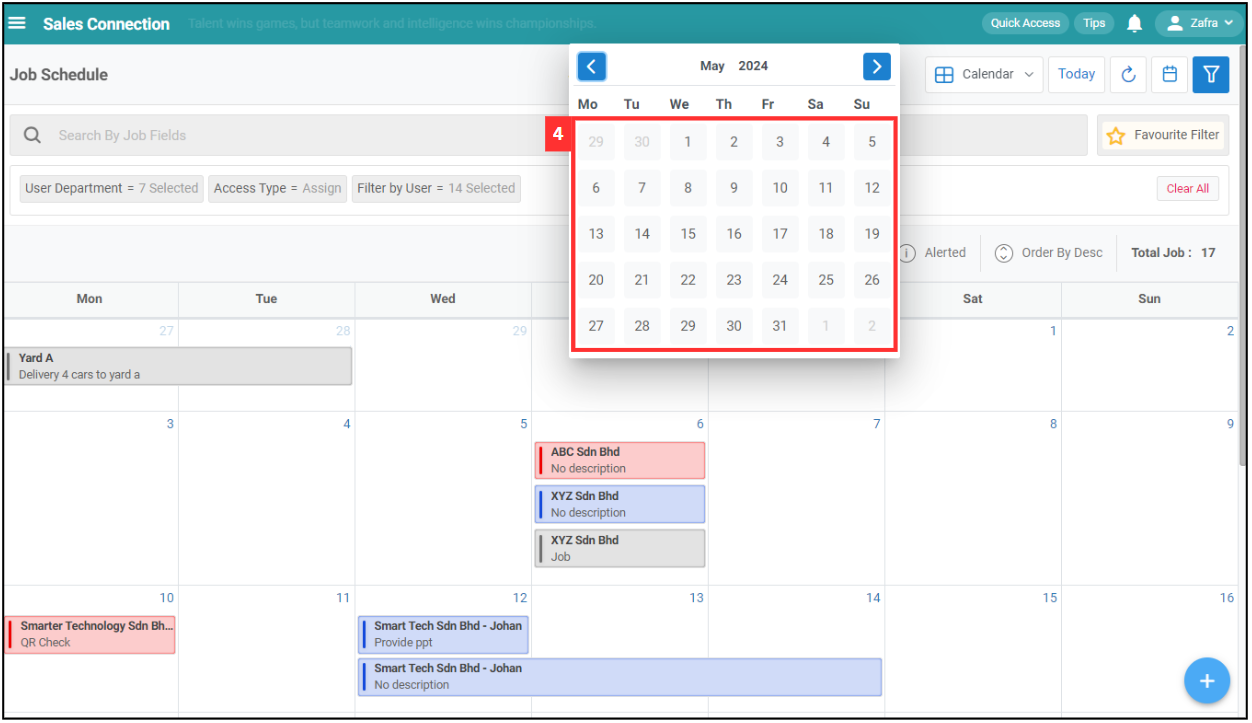 Sales Connection Talent wins games, but teamwork and intelligence wins championships. Quick Access Tips Zafra
Job Schedule
May 2024
Calendar Today
Mo Tu We Th Fr Sa Su
Search By Job Fields
4
Favourite Filter
29 30 1 2 3 4 5
User Department = 7 Selected Access Type = Assign Filter by User = 14 Selected
6 7 8 9 10 11 12
Clear All
13 14 15 16 17 18 19
Alerted Order By Desc Total Job : 17
20 21 22 23 24 25 26
27 28 29 30 31 1 2
Mon Tue Wed Sat Sun
27 28 29 1 2
Yard A
Delivery 4 cars to yard a
3 4 5 6 7 8 9
ABC Sdn Bhd
No description
XYZ Sdn Bhd
No description
XYZ Sdn Bhd
Job
10 11 12 13 14 15 16
Smarter Technology Sdn Bh...
QR Check
Smart Tech Sdn Bhd - Johan
Provide ppt
Smart Tech Sdn Bhd - Johan
No description